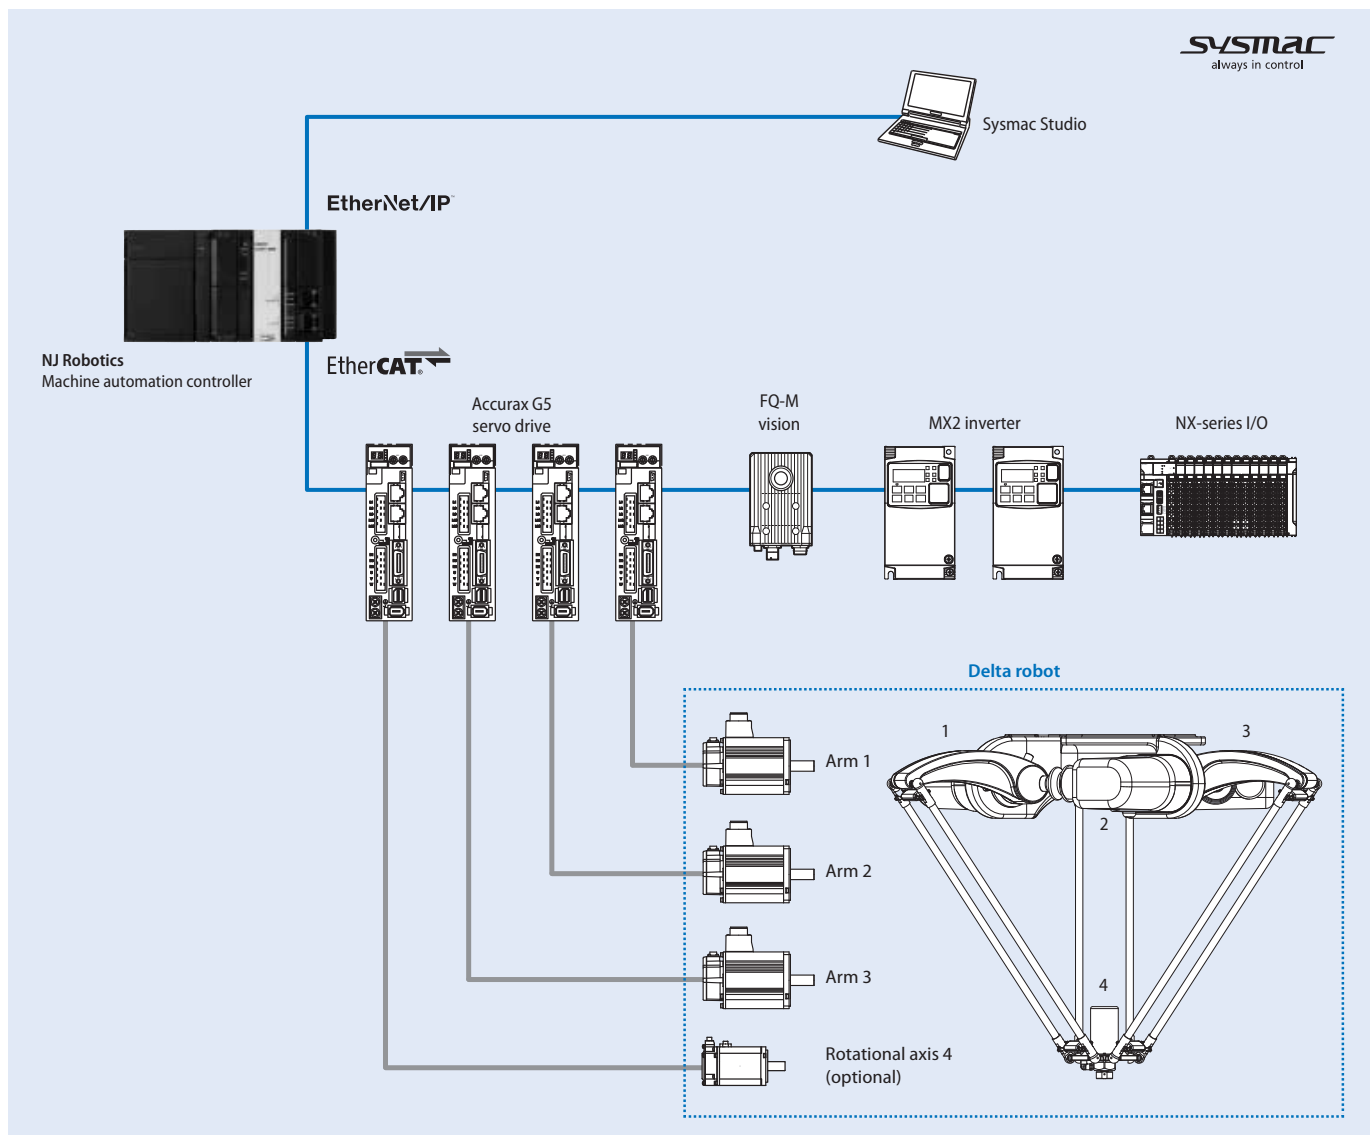 sysmac
always in control
Sysmac Studio
EtherNet/IP™
NJ Robotics
Machine automation controller
EtherCAT®
Accurax G5
servo drive
FQ-M
vision
MX2 inverter
NX-series I/O
Delta robot
1
3
Arm 1
2
Arm 2
Arm 3
4
Rotational axis 4
(optional)